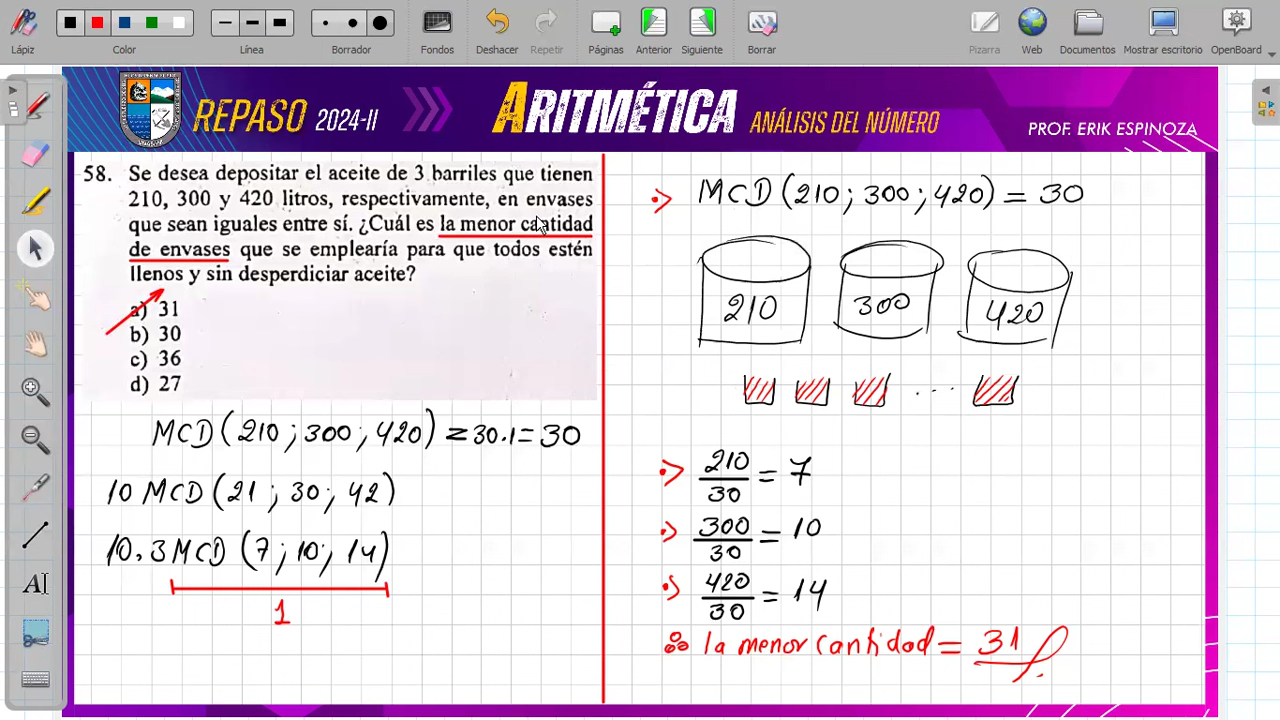 Lápiz Color Línea Borrador Fondos Deshacer Repetir Páginas Anterior Siguiente Borrar Pizarra Web Documentos Mostrar escritorio OpenBoard
REPASO 2024-II
ARITMÉTICA ANÁLISIS DEL NÚMERO
PROF. ERIK ESPINOZA
58. Se desea depositar el aceite de 3 barriles que tienen
210, 300 y 420 litros, respectivamente, en envases
que sean iguales entre sí. ¿Cuál es la menor cantidad
de envases que se emplearía para que todos estén
llenos y sin desperdiciar aceite?
a) 31
b) 30
c) 36
d) 27
MCD(210; 300; 420) = 30.1 = 30
10 MCD(21; 30; 42)
10.3 MCD(7; 10; 14)
1
MCD(210; 300; 420) = 30
210 300 420
...
210/30 = 7
300/30 = 10
420/30 = 14
∴ la menor cantidad = 31
AI